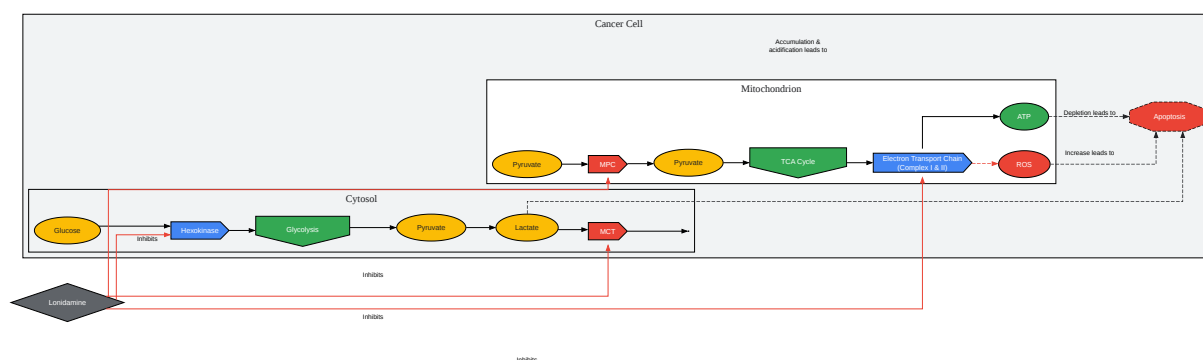 Cancer Cell
Accumulation &
acidification leads to
Mitochondrion
ATP
Depletion leads to
Apoptosis
Pyruvate
MPC
Pyruvate
TCA Cycle
Electron Transport Chain
(Complex I & II)
ROS
Increase leads to
Cytosol
Glucose
Inhibits
Hexokinase
Glycolysis
Pyruvate
Lactate
MCT
Inhibits
Lonidamine
Inhibits
Inhibits